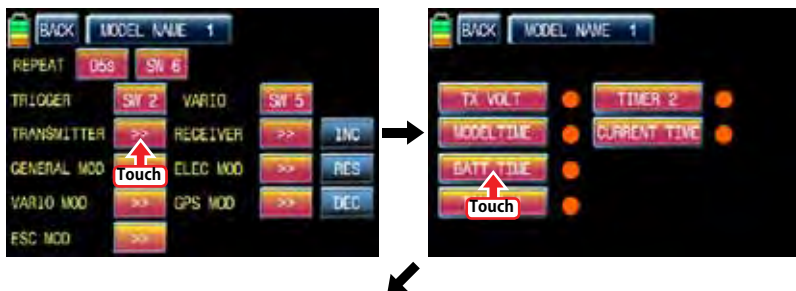 BACK MODEL NAME 1
REPEAT 05s SW 6
TRIGGER SW 2 VARIO SW 5
TRANSMITTER >> RECEIVER >> INC
GENERAL MOD ELEC MOD >> RES
Touch
VARIO MOD >> GPS MOD >> DEC
ESC MOD >>
BACK MODEL NAME 1
TX VOLT TIMER 2
MODELTIME CURRENT TIME
BATT TIME
Touch